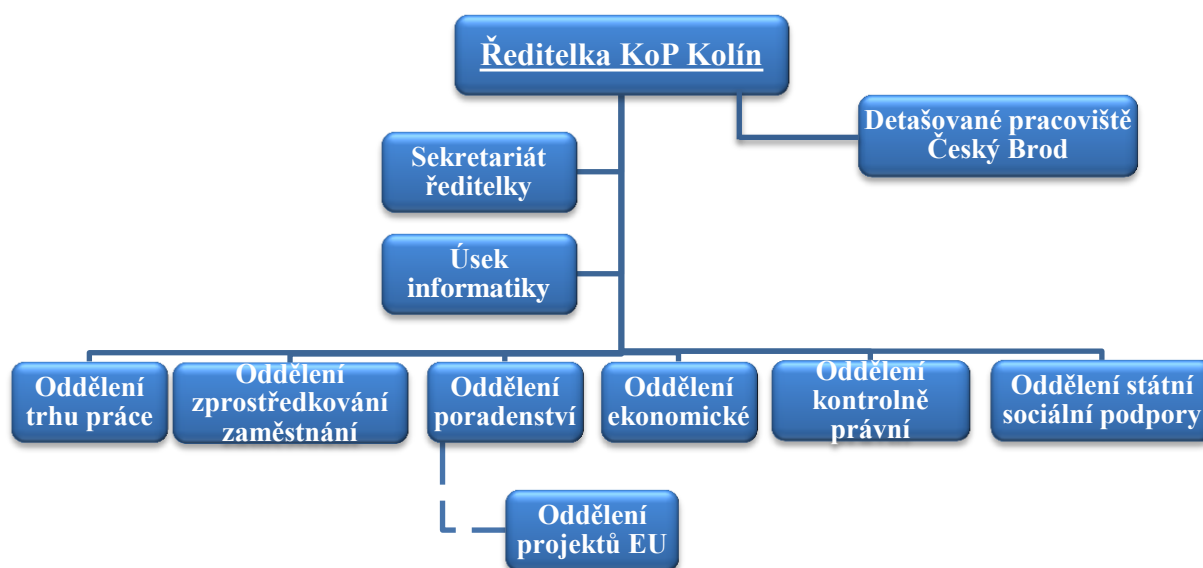 Ředitelka KoP Kolín
Detašované pracoviště
Český Brod
Sekretariát
ředitelky
Úsek
informatiky
Oddělení
trhu práce
Oddělení
zprostředkování
zaměstnání
Oddělení
poradenství
Oddělení
ekonomické
Oddělení
kontrolně
právní
Oddělení státní
sociální podpory
Oddělení
projektů EU